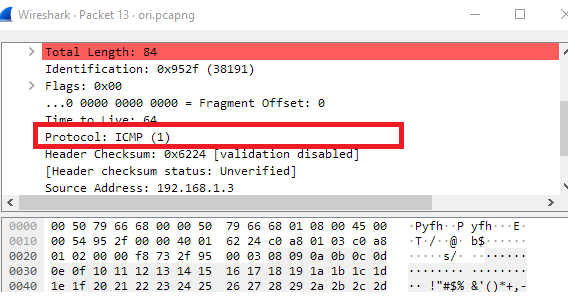 Wireshark · Packet 13 · ori.pcapng
Total Length: 84
Identification: 0x952f (38191)
Flags: 0x00
...0 0000 0000 0000 = Fragment Offset: 0
Time to Live: 64
Protocol: ICMP (1)
Header Checksum: 0x6224 [validation disabled]
[Header checksum status: Unverified]
Source Address: 192.168.1.3
0000 00 50 79 66 68 00 00 50 79 66 68 01 08 00 45 00 ·Pyfh··P yfh···E·
0010 00 54 95 2f 00 00 40 01 62 24 c0 a8 01 03 c0 a8 ·T·/··@· b$······
0020 01 02 00 00 f8 73 2f 95 00 03 08 09 0a 0b 0c 0d ·····s/· ········
0030 0e 0f 10 11 12 13 14 15 16 17 18 19 1a 1b 1c 1d ········ ········
0040 1e 1f 20 21 22 23 24 25 26 27 28 29 2a 2b 2c 2d ·· !"#$% &'()*+,-